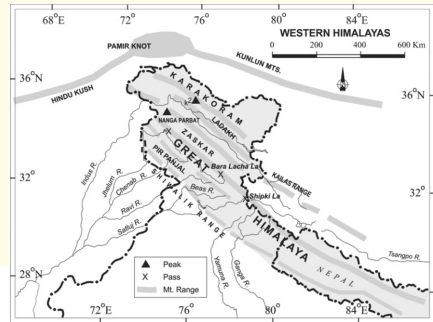 68°E 72°E 76°E 80°E 84°E
WESTERN HIMALAYAS
0 200 400 600 Km
PAMIR KNOT
KUNLUN MTS.
HINDU KUSH
36°N
36°N
KARAKORAM
K2
LADAKH
NANGA PARBAT
ZASKAR
GREAT
HIMALAYA
Bara Lacha La
KAILAS RANGE
PIR PANJAL
SHIWALIK RANGE
Shipki La
32°N
32°
Indus R.
Jhelum R.
Chenab R.
Ravi R.
Satluj R.
Beas R.
Tsangpo R.
NEPAL
28°N
28°N
Yamuna R.
Ganga R.
Peak
Pass
Mt. Range
72°E 76°E 80°E 84°E